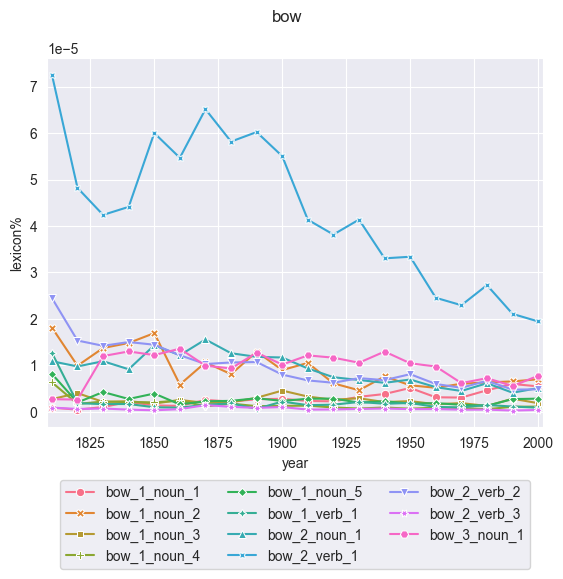 bow
1e−5
7
6
5
4
3
2
1
0
lexicon%
1825 1850 1875 1900 1925 1950 1975 2000
year
bow_1_noun_1 bow_1_noun_5 bow_2_verb_2
bow_1_noun_2 bow_1_verb_1 bow_2_verb_3
bow_1_noun_3 bow_2_noun_1 bow_3_noun_1
bow_1_noun_4 bow_2_verb_1